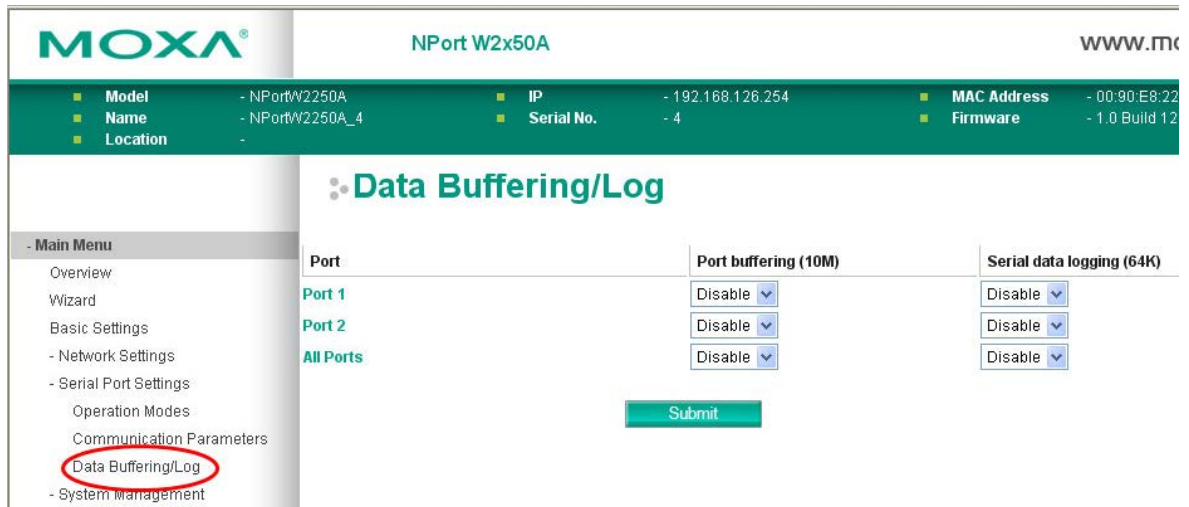 MOXA®
NPort W2x50A
www.mo
Model - NPortW2250A
IP - 192.168.126.254
MAC Address - 00:90:E8:22
Name - NPortW2250A_4
Serial No. - 4
Firmware - 1.0 Build 12
Location -
Data Buffering/Log
- Main Menu
Overview
Wizard
Basic Settings
- Network Settings
- Serial Port Settings
Operation Modes
Communication Parameters
Data Buffering/Log
- System Management
Port Port buffering (10M) Serial data logging (64K)
Port 1 Disable Disable
Port 2 Disable Disable
All Ports Disable Disable
Submit